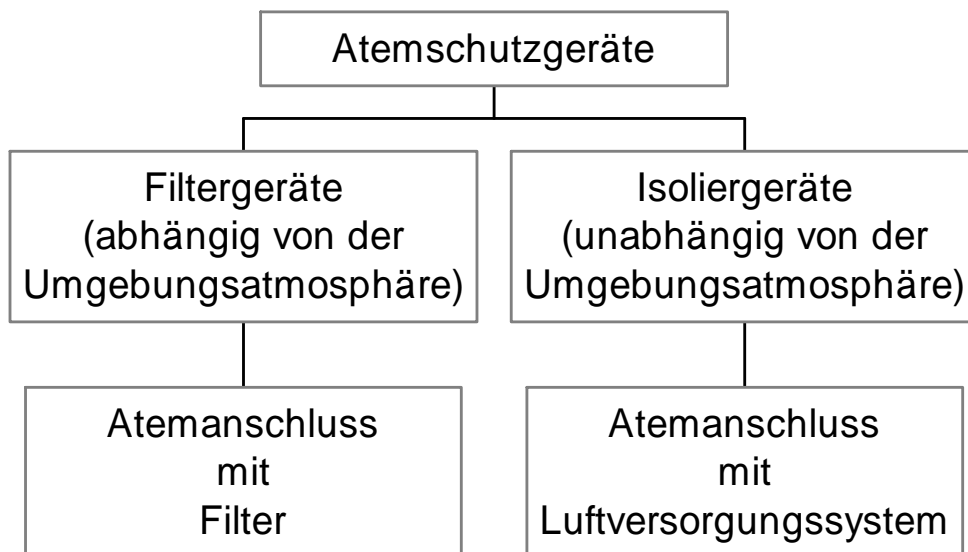 Atemschutzgeräte
Filtergeräte
(abhängig von der
Umgebungsatmosphäre)
Isoliergeräte
(unabhängig von der
Umgebungsatmosphäre)
Atemanschluss
mit
Filter
Atemanschluss
mit
Luftversorgungssystem